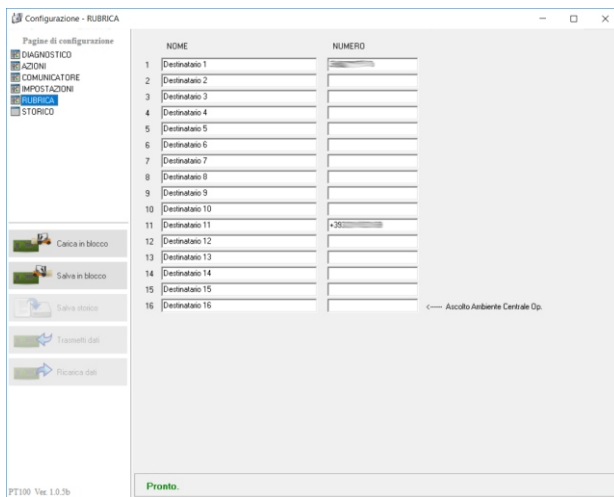 Configurazione - RUBRICA
Pagine di configurazione
DIAGNOSTICO
AZIONI
COMUNICATORE
IMPOSTAZIONI
RUBRICA
STORICO
Carica in blocco
Salva in blocco
Salva storico
Trasmetti dati
Ricarica dati
PT100 Ver. 1.0.5b
NOME NUMERO
1 Destinatario 1
2 Destinatario 2
3 Destinatario 3
4 Destinatario 4
5 Destinatario 5
6 Destinatario 6
7 Destinatario 7
8 Destinatario 8
9 Destinatario 9
10 Destinatario 10
11 Destinatario 11 +39
12 Destinatario 12
13 Destinatario 13
14 Destinatario 14
15 Destinatario 15
16 Destinatario 16 <---- Ascolto Ambiente Centrale Op.
Pronto.